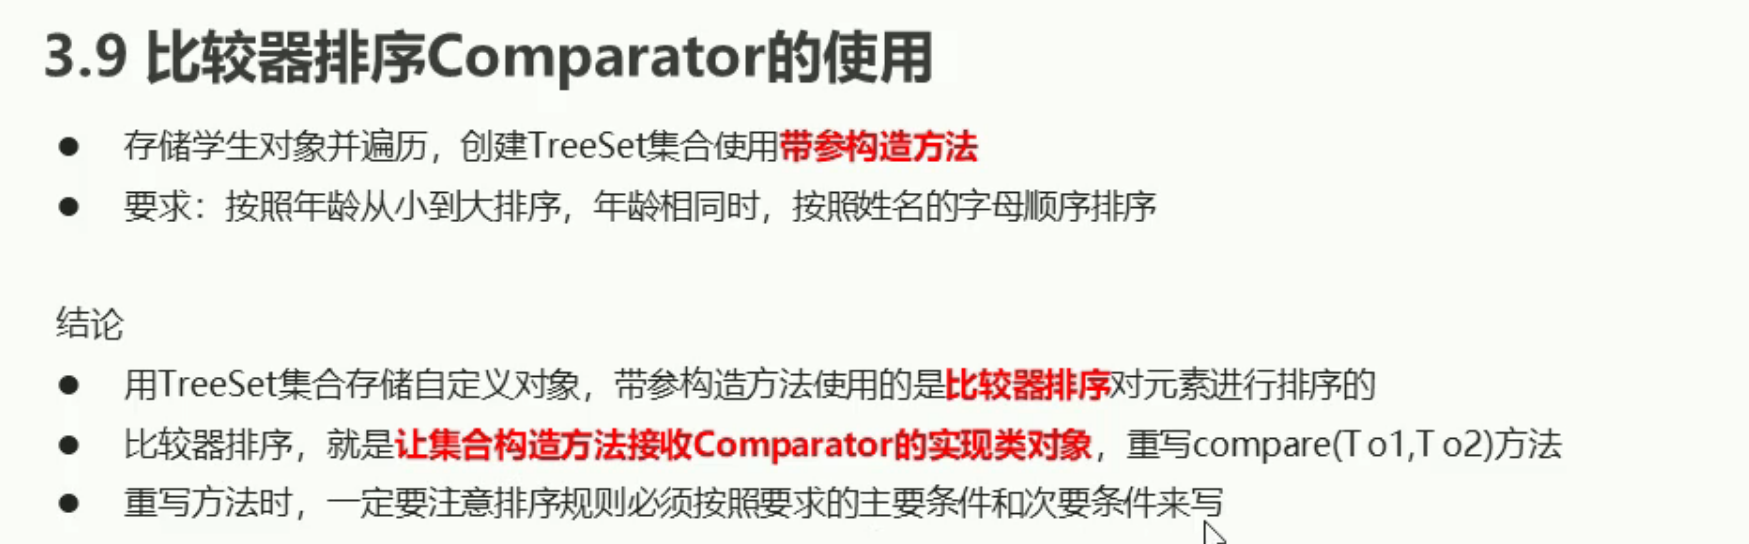 3.9 比较器排序Comparator的使用
● 存储学生对象并遍历，创建TreeSet集合使用带参构造方法
● 要求：按照年龄从小到大排序，年龄相同时，按照姓名的字母顺序排序
结论
● 用TreeSet集合存储自定义对象，带参构造方法使用的是比较器排序对元素进行排序的
● 比较器排序，就是让集合构造方法接收Comparator的实现类对象，重写compare(T o1,T o2)方法
● 重写方法时，一定要注意排序规则必须按照要求的主要条件和次要条件来写